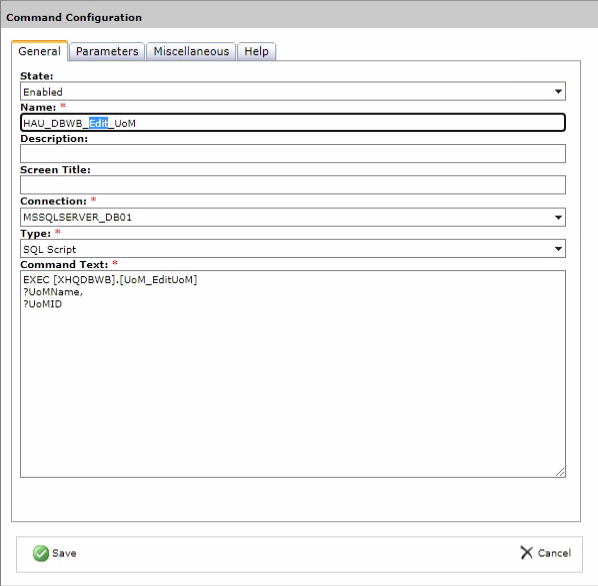 Command Configuration
General Parameters Miscellaneous Help
State:
Enabled
Name: *
HAU_DBWB_Edit_UoM
Description:
Screen Title:
Connection: *
MSSQLSERVER_DB01
Type: *
SQL Script
Command Text: *
EXEC [XHQDBWB].[UoM_EditUoM]
?UoMName,
?UoMID
Save Cancel